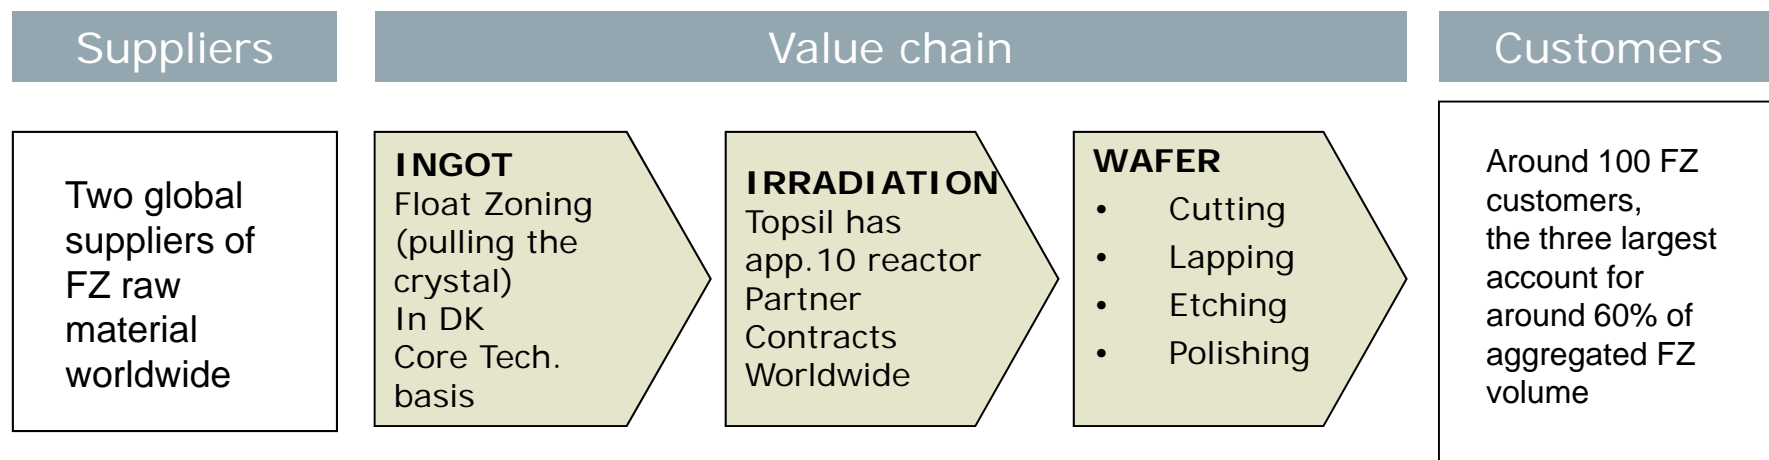 Suppliers
Value chain
Customers
Two global
suppliers of
FZ raw
material
worldwide
INGOT
Float Zoning
(pulling the
crystal)
In DK
Core Tech.
basis
IRRADIATION
Topsil has
app.10 reactor
Partner
Contracts
Worldwide
WAFER
• Cutting
• Lapping
• Etching
• Polishing
Around 100 FZ
customers,
the three largest
account for
around 60% of
aggregated FZ
volume